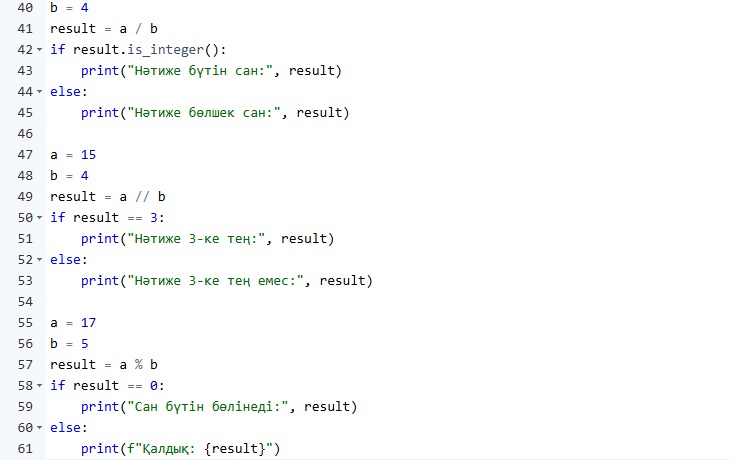 40 b = 4
41 result = a / b
42 if result.is_integer():
43     print("Нәтиже бүтін сан:", result)
44 else:
45     print("Нәтиже бөлшек сан:", result)
46
47 a = 15
48 b = 4
49 result = a // b
50 if result == 3:
51     print("Нәтиже 3-ке тең:", result)
52 else:
53     print("Нәтиже 3-ке тең емес:", result)
54
55 a = 17
56 b = 5
57 result = a % b
58 if result == 0:
59     print("Сан бүтін бөлінеді:", result)
60 else:
61     print(f"Қалдық: {result}")